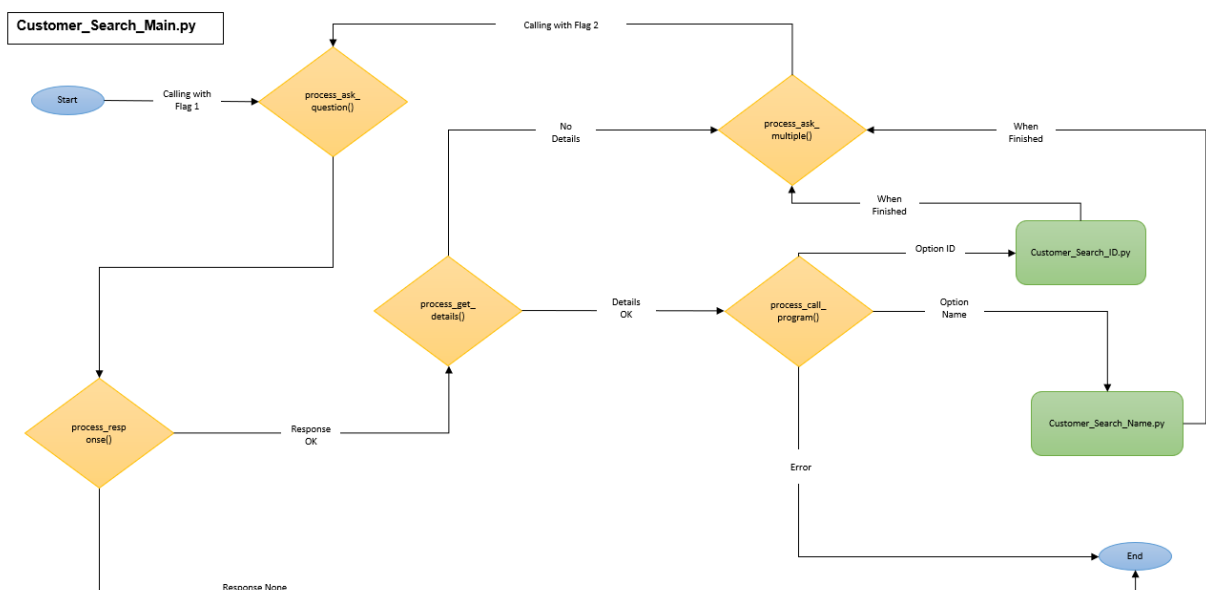 Customer_Search_Main.py
Calling with Flag 2
Start
Calling with
Flag 1
process_ask_
question()
No
Details
process_ask_
multiple()
When
Finished
When
Finished
Option ID
Customer_Search_ID.py
process_get_
details()
Details
OK
process_call_
program()
Option
Name
process_resp
onse()
Response
OK
Customer_Search_Name.py
Error
End
Response None